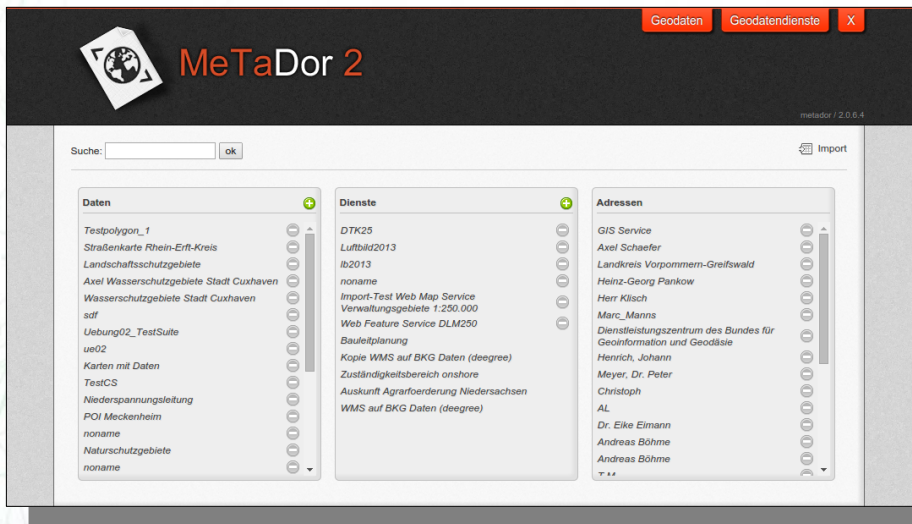 Geodaten
Geodatendienste
X
MeTaDor 2
metador / 2.0.6.4
Suche:
ok
Import
Daten
Testpolygon_1
Straßenkarte Rhein-Erft-Kreis
Landschaftsschutzgebiete
Axel Wasserschutzgebiete Stadt Cuxhaven
Wasserschutzgebiete Stadt Cuxhaven
sdf
Uebung02_TestSuite
ue02
Karten mit Daten
TestCS
Niederspannungsleitung
POI Meckenheim
noname
Naturschutzgebiete
noname
Dienste
DTK25
Luftbild2013
lb2013
noname
Import-Test Web Map Service
Verwaltungsgebiete 1:250.000
Web Feature Service DLM250
Bauleitplanung
Kopie WMS auf BKG Daten (deegree)
Zuständigkeitsbereich onshore
Auskunft Agrarfoerderung Niedersachsen
WMS auf BKG Daten (deegree)
Adressen
GIS Service
Axel Schaefer
Landkreis Vorpommern-Greifswald
Heinz-Georg Pankow
Herr Klisch
Marc_Manns
Dienstleistungszentrum des Bundes für
Geoinformation und Geodäsie
Henrich, Johann
Meyer, Dr. Peter
Christoph
AL
Dr. Eike Eimann
Andreas Böhme
Andreas Böhme